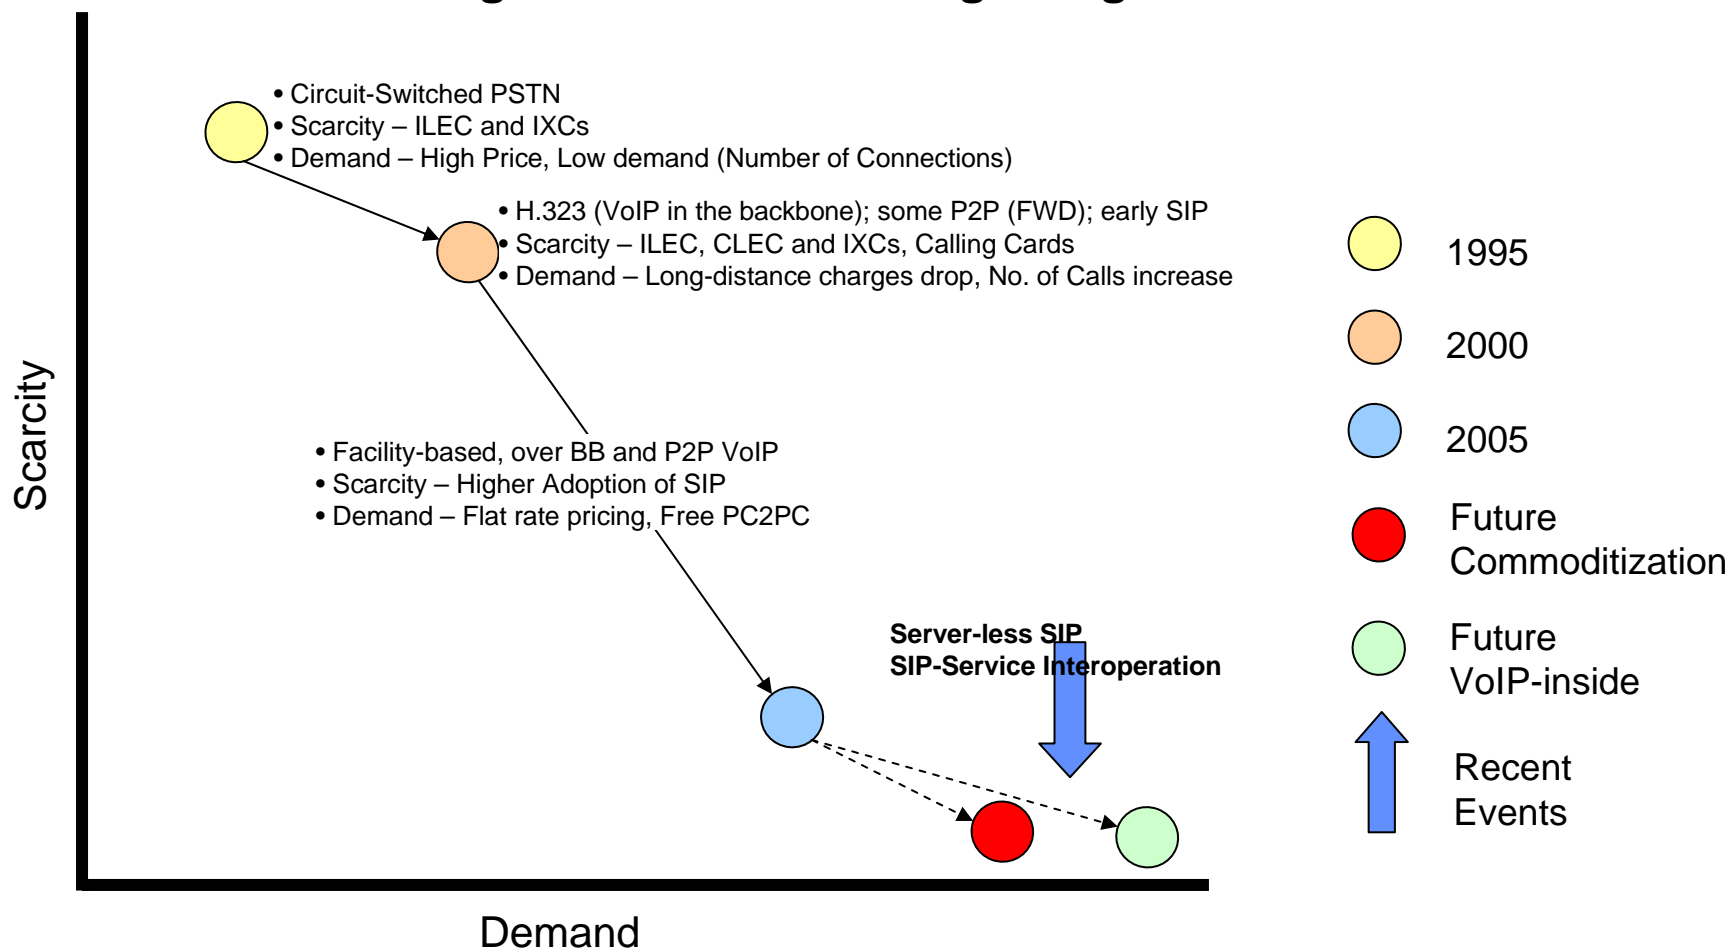 • Circuit-Switched PSTN
• Scarcity – ILEC and IXCs
• Demand – High Price, Low demand (Number of Connections)
• H.323 (VoIP in the backbone); some P2P (FWD); early SIP
• Scarcity – ILEC, CLEC and IXCs, Calling Cards
• Demand – Long-distance charges drop, No. of Calls increase
• Facility-based, over BB and P2P VoIP
• Scarcity – Higher Adoption of SIP
• Demand – Flat rate pricing, Free PC2PC
Server-less SIP
SIP-Service Interoperation
Scarcity
Demand
1995
2000
2005
Future
Commoditization
Future
VoIP-inside
Recent
Events